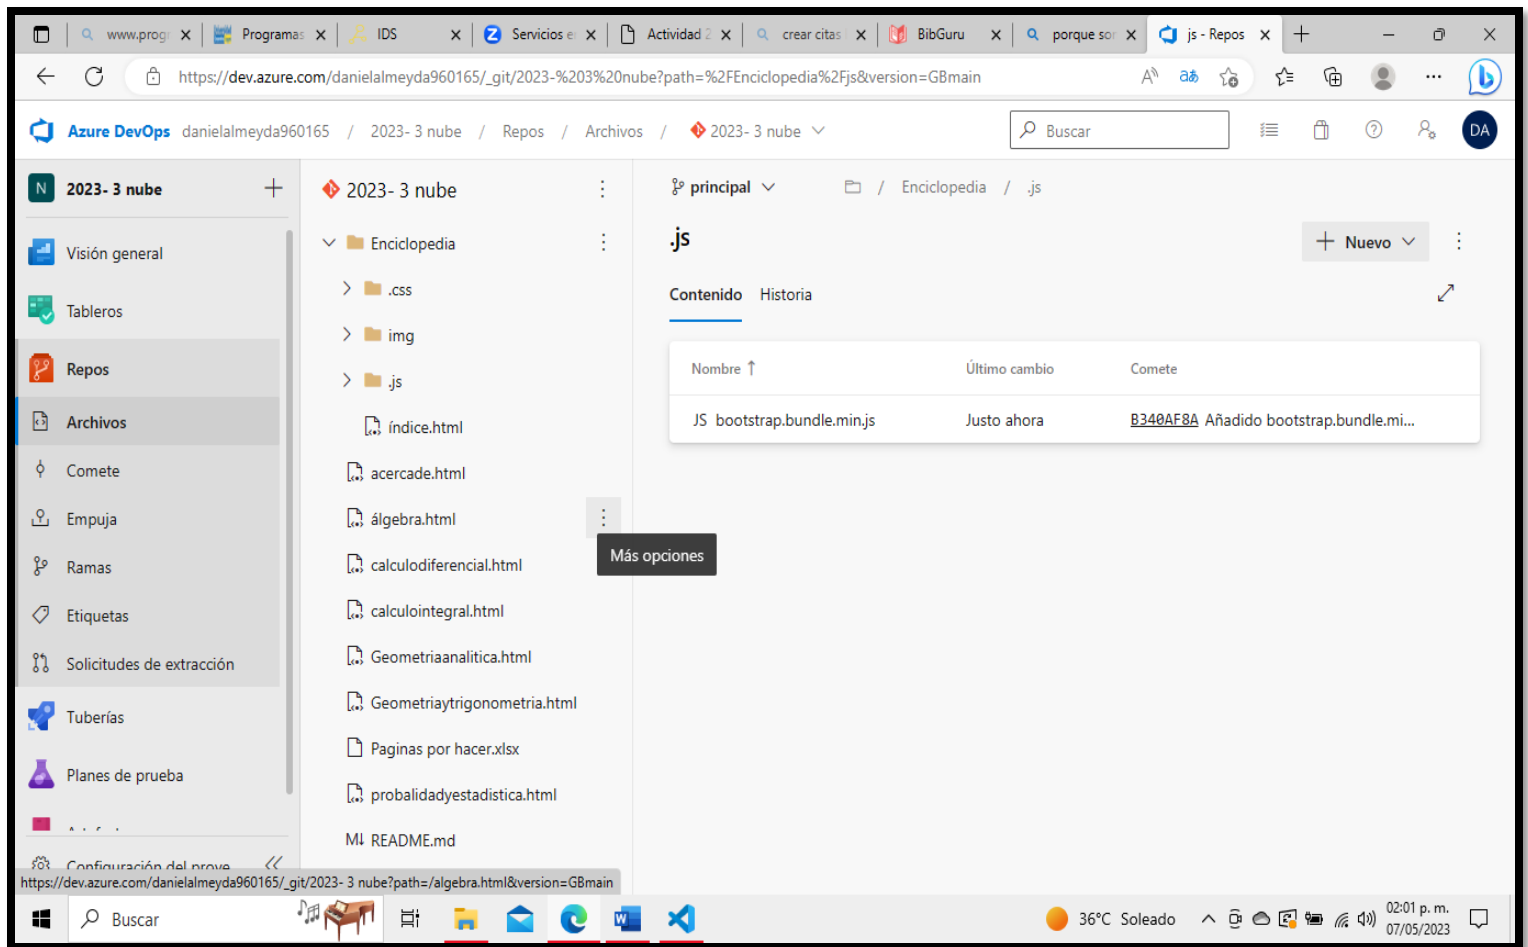 www.progr
Programas
IDS
Servicios e
Actividad 2
crear citas
BibGuru
porque sor
js - Repos
https://dev.azure.com/danielalmeyda960165/_git/2023-%203%20nube?path=%2FEnciclopedia%2Fjs&version=GBmain
Azure DevOps danielalmeyda960165 / 2023- 3 nube / Repos / Archivos / 2023- 3 nube
Buscar
DA
N 2023- 3 nube
Visión general
Tableros
Repos
Archivos
Comete
Empuja
Ramas
Etiquetas
Solicitudes de extracción
Tuberías
Planes de prueba
Configuración del proye
2023- 3 nube
Enciclopedia
.css
img
.js
índice.html
acercade.html
álgebra.html
Más opciones
calculodiferencial.html
calculointegral.html
Geometriaanalitica.html
Geometriaytrigonometria.html
Paginas por hacer.xlsx
probalidadyestadistica.html
README.md
principal
/ Enciclopedia / .js
.js
Nuevo
Contenido Historia
Nombre Último cambio Comete
JS bootstrap.bundle.min.js Justo ahora B340AF8A Añadido bootstrap.bundle.mi...
https://dev.azure.com/danielalmeyda960165/_git/2023- 3 nube?path=/algebra.html&version=GBmain
Buscar
36°C Soleado
02:01 p. m.
07/05/2023